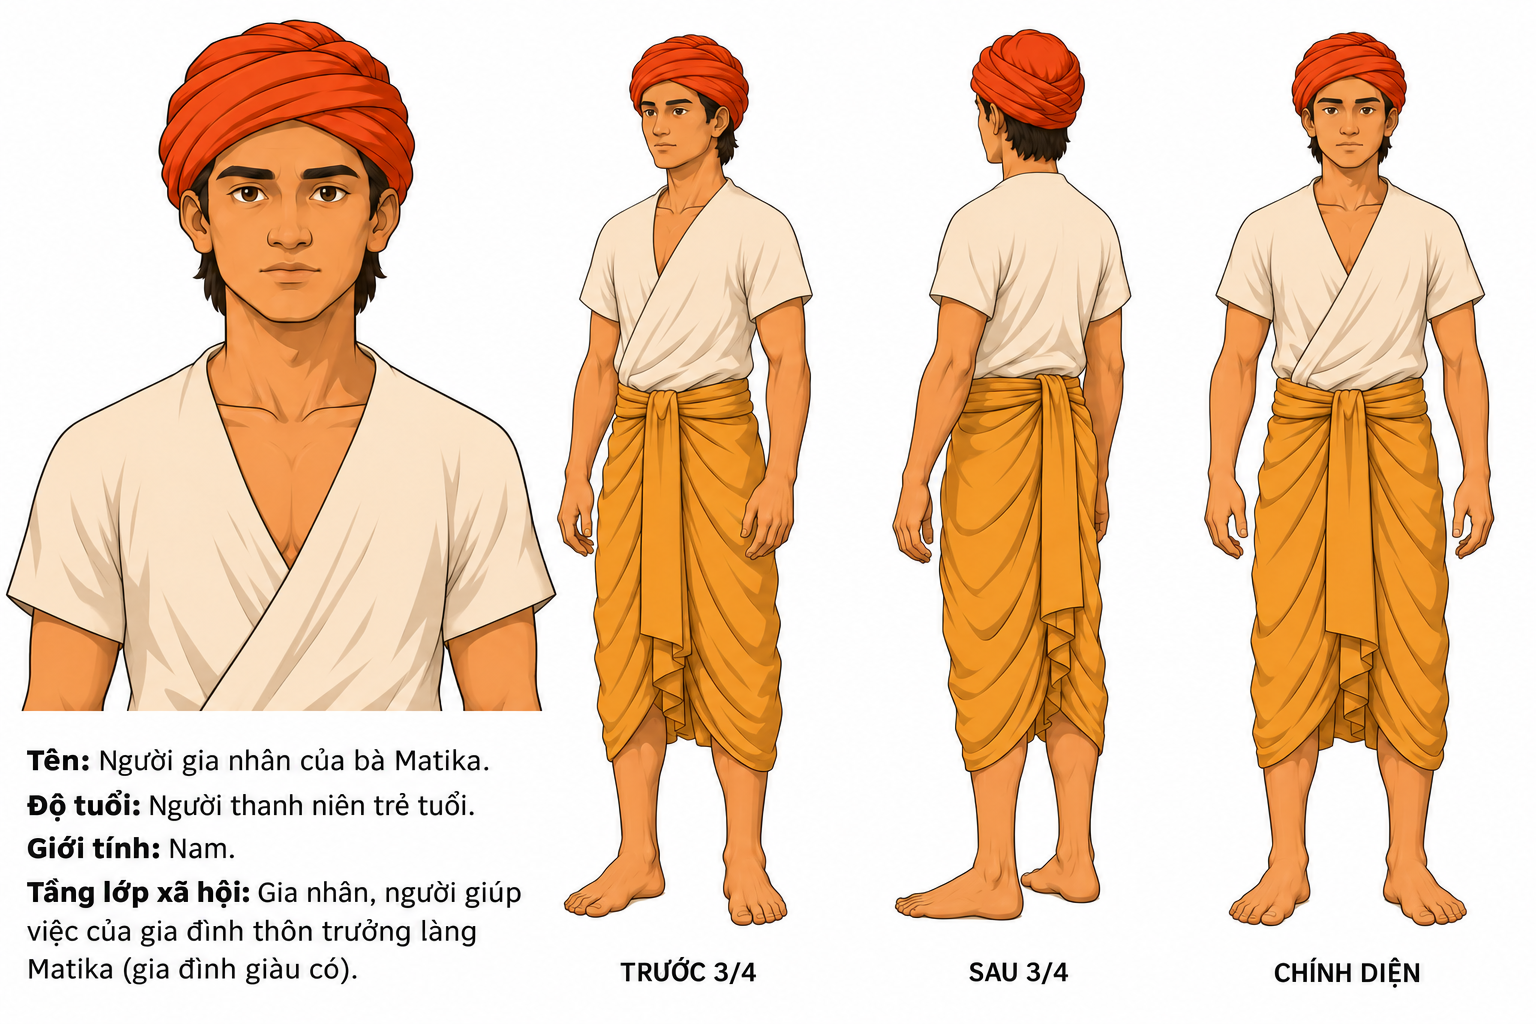 Tên: Người gia nhân của bà Matika.
Độ tuổi: Người thanh niên trẻ tuổi.
Giới tính: Nam.
Tầng lớp xã hội: Gia nhân, người giúp
việc của gia đình thôn trưởng làng
Matika (gia đình giàu có).
TRƯỚC 3/4
SAU 3/4
CHÍNH DIỆN